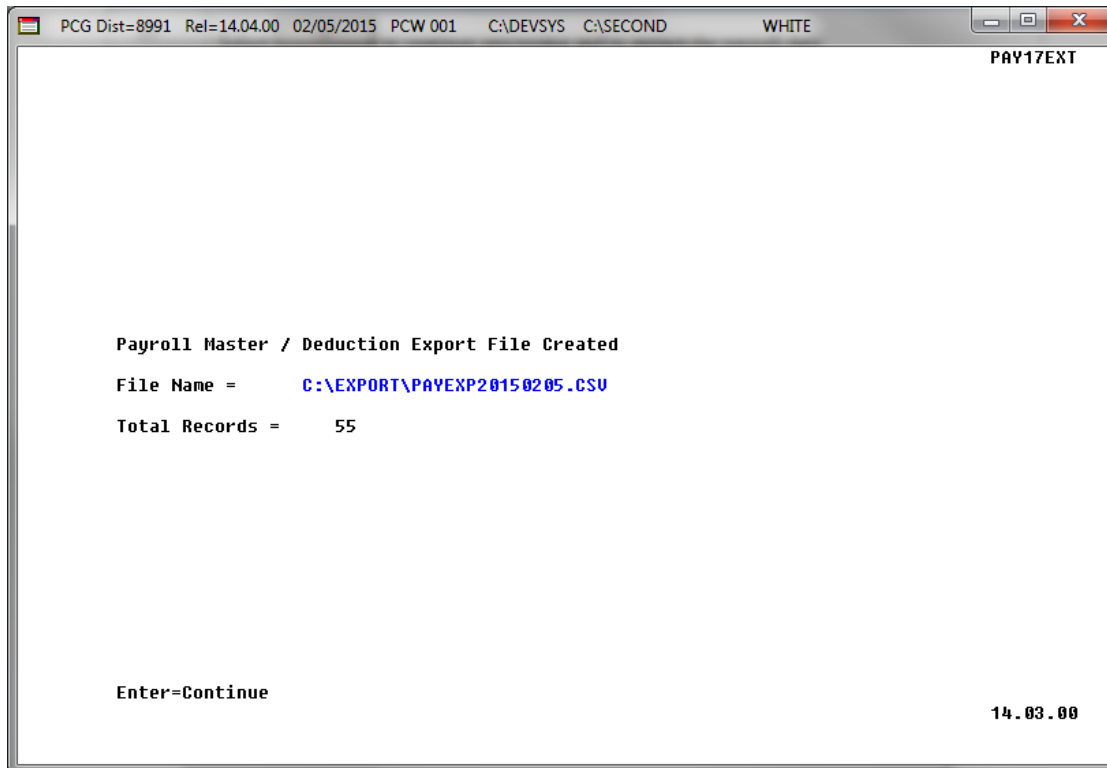 PCG Dist=8991 Rel=14.04.00 02/05/2015 PCW 001 C:\DEVSYS C:\SECOND WHITE
PAY17EXT
Payroll Master / Deduction Export File Created
File Name = C:\EXPORT\PAYEXP20150205.CSV
Total Records = 55
Enter=Continue
14.03.00